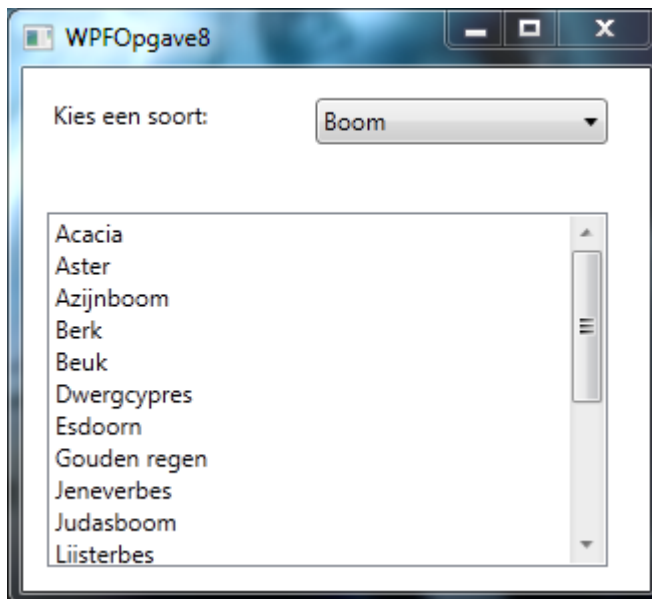 WPFOpgave8
Kies een soort:
Boom
Acacia
Aster
Azijnboom
Berk
Beuk
Dwergcypres
Esdoorn
Gouden regen
Jeneverbes
Judasboom
Lijsterbes